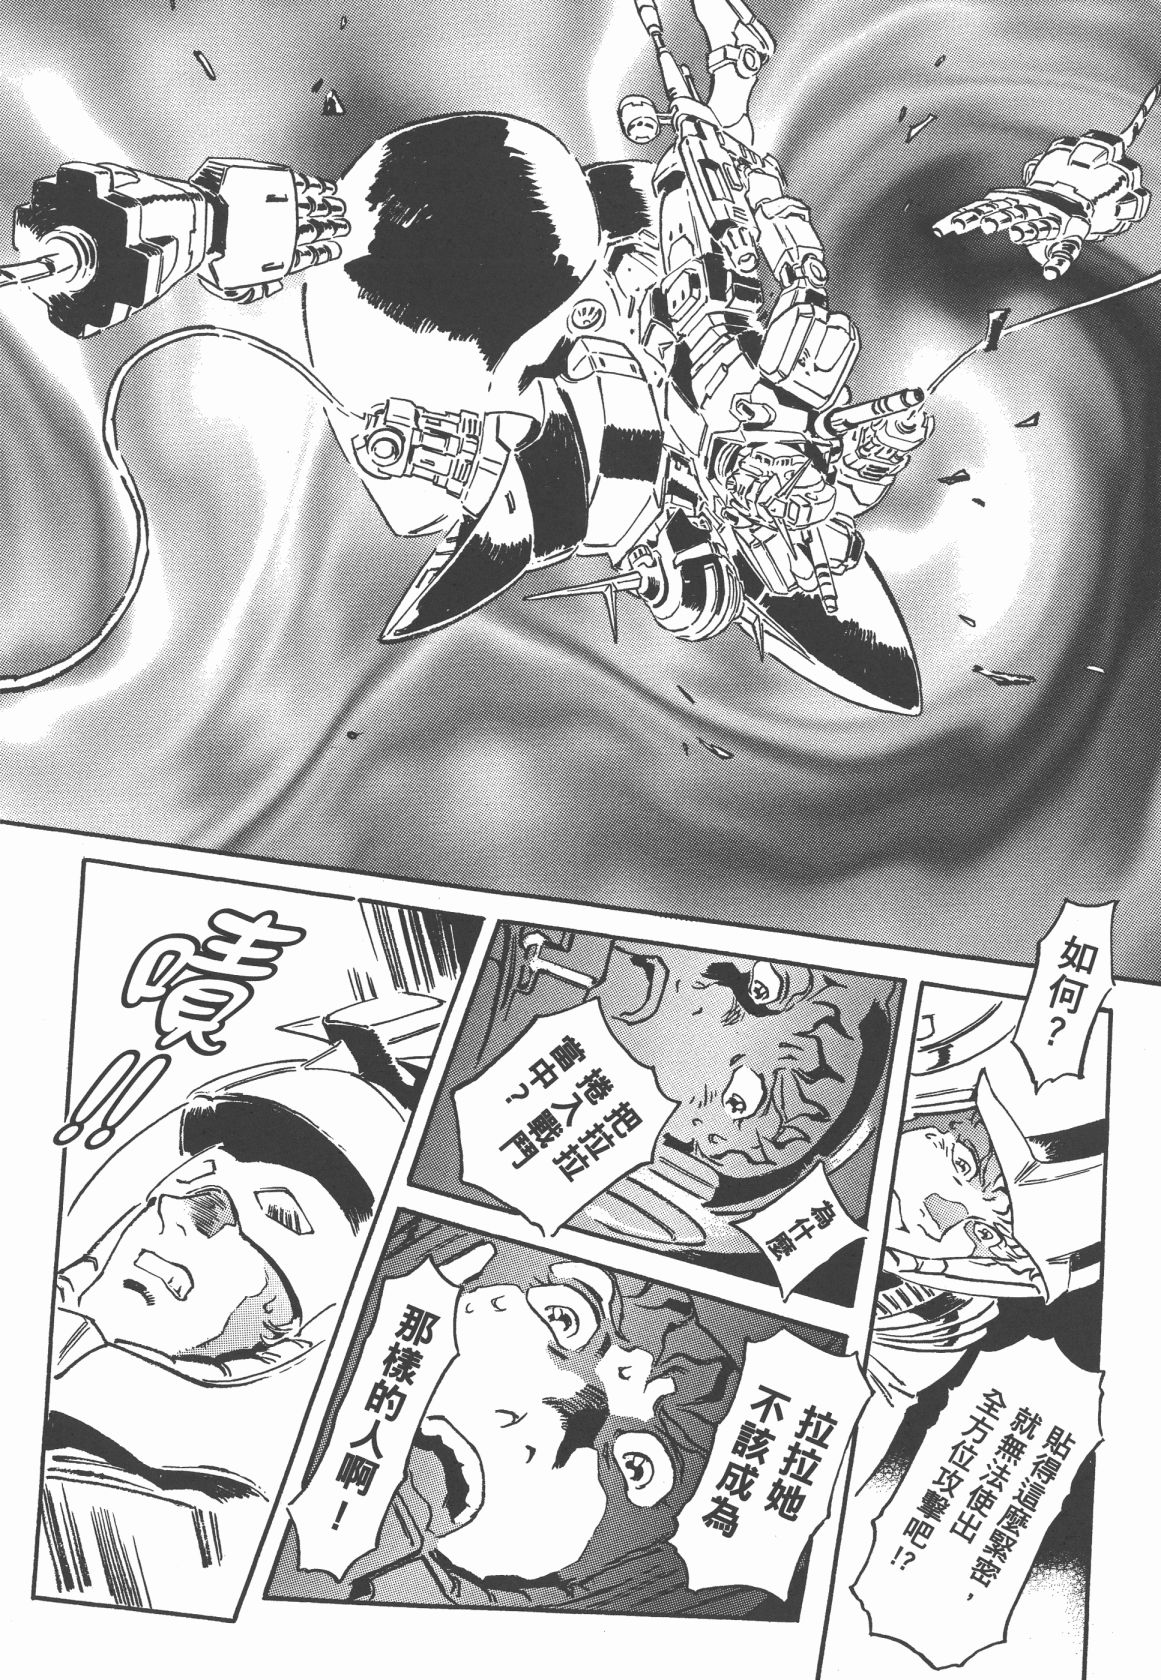 如何？
貼得這麼緊密，
就無法使出
全方位攻擊吧!?
為什麼
把拉拉
捲入戰鬥
當中？
拉拉她
不該成為
那樣的人啊！
嘖!!